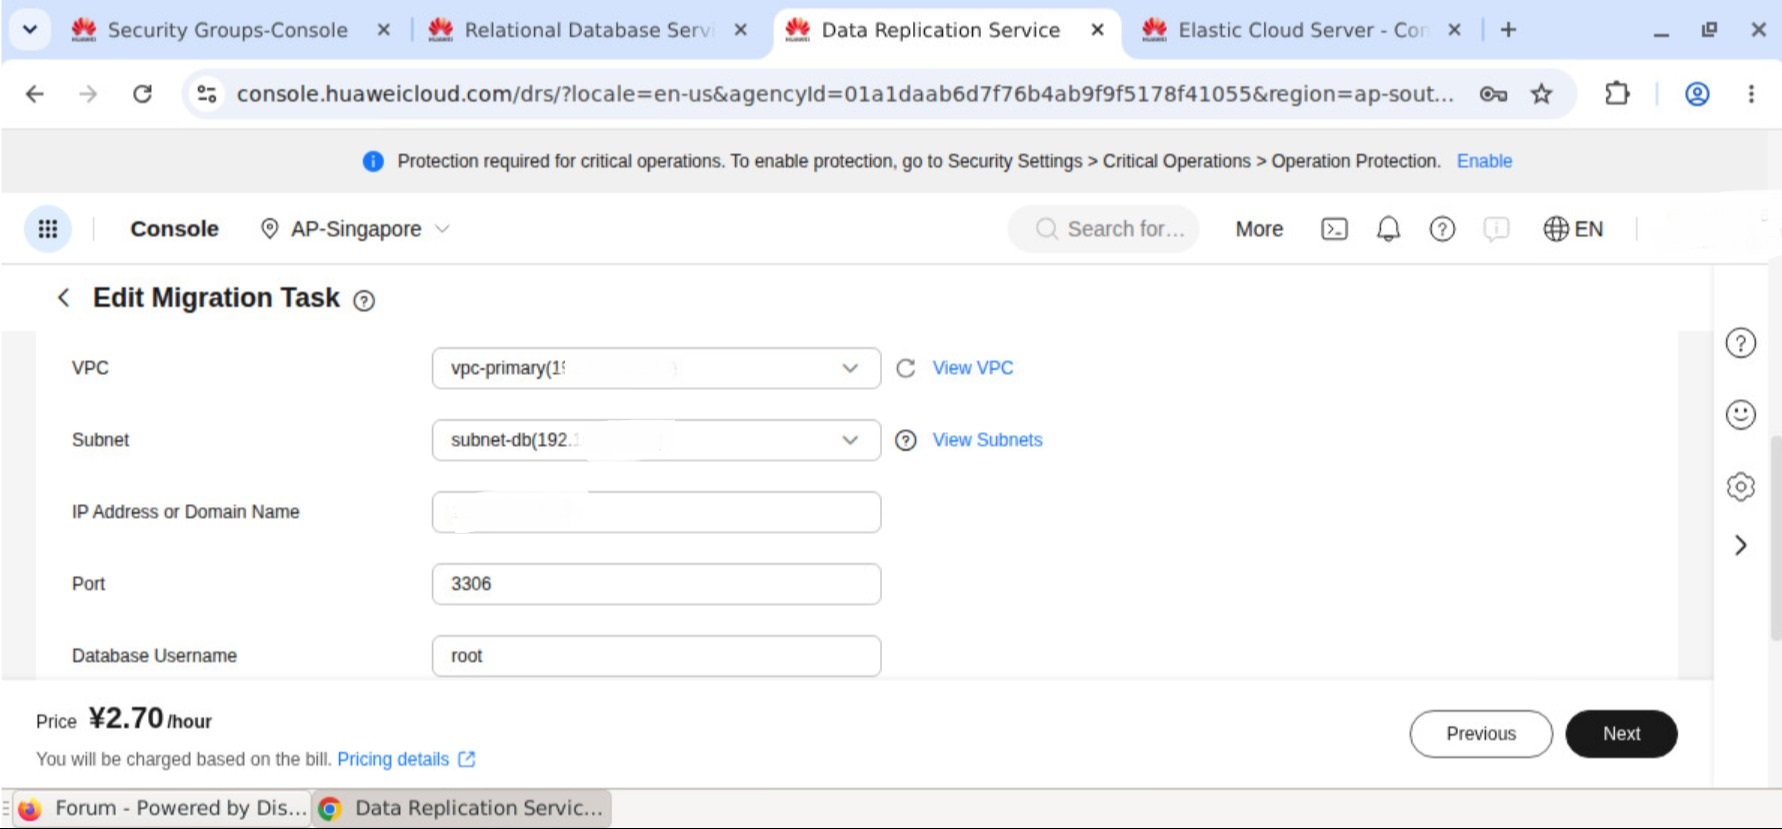 Security Groups-Console
Relational Database Servi
Data Replication Service
Elastic Cloud Server - Con
console.huaweicloud.com/drs/?locale=en-us&agencyId=01a1daab6d7f76b4ab9f9f5178f41055&region=ap-sout...
Protection required for critical operations. To enable protection, go to Security Settings > Critical Operations > Operation Protection. Enable
Console AP-Singapore Search for... More EN
Edit Migration Task
VPC vpc-primary(19 View VPC
Subnet subnet-db(192. View Subnets
IP Address or Domain Name
Port 3306
Database Username root
Price ¥2.70/hour
You will be charged based on the bill. Pricing details
Previous Next
Forum - Powered by Dis... Data Replication Servic...